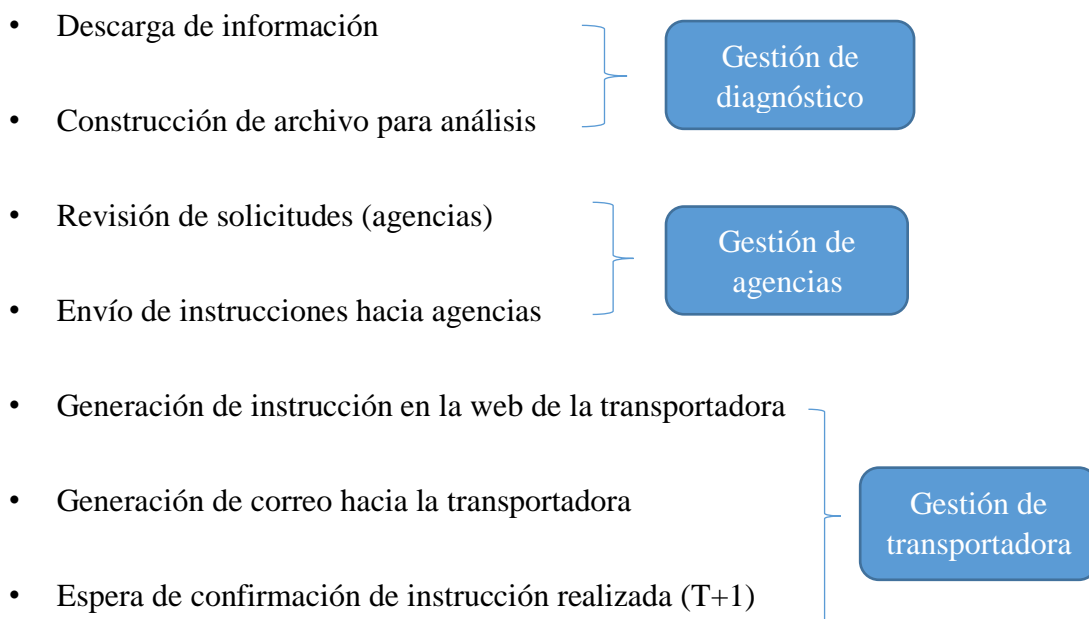 • Descarga de información
Gestión de
diagnóstico
• Construcción de archivo para análisis
• Revisión de solicitudes (agencias)
Gestión de
agencias
• Envío de instrucciones hacia agencias
• Generación de instrucción en la web de la transportadora
• Generación de correo hacia la transportadora
Gestión de
transportadora
• Espera de confirmación de instrucción realizada (T+1)